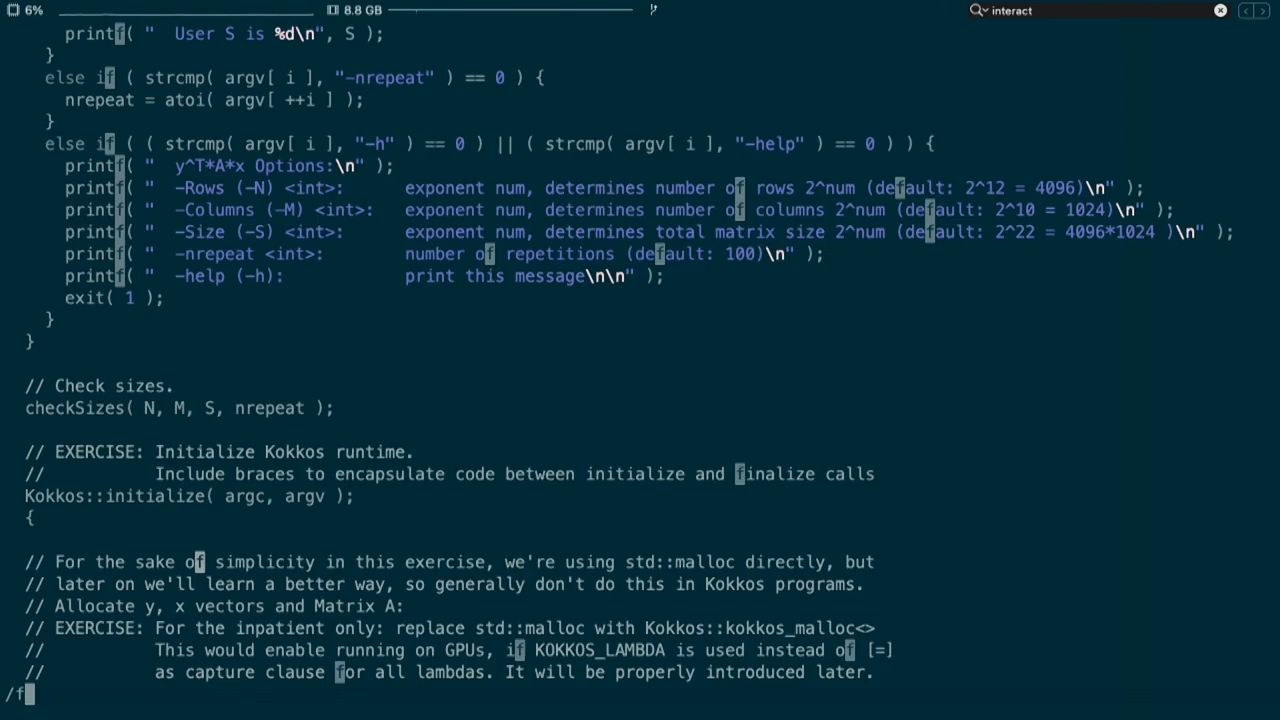 6% 8.8 GB interact
printf( "  User S is %d\n", S );
}
else if ( strcmp( argv[ i ], "-nrepeat" ) == 0 ) {
nrepeat = atoi( argv[ ++i ] );
}
else if ( ( strcmp( argv[ i ], "-h" ) == 0 ) || ( strcmp( argv[ i ], "-help" ) == 0 ) ) {
printf( "  y^T*A*x Options:\n" );
printf( "  -Rows (-N) <int>:      exponent num, determines number of rows 2^num (default: 2^12 = 4096)\n" );
printf( "  -Columns (-M) <int>:   exponent num, determines number of columns 2^num (default: 2^10 = 1024)\n" );
printf( "  -Size (-S) <int>:      exponent num, determines total matrix size 2^num (default: 2^22 = 4096*1024 )\n" );
printf( "  -nrepeat <int>:        number of repetitions (default: 100)\n" );
printf( "  -help (-h):            print this message\n\n" );
exit( 1 );
}
}
// Check sizes.
checkSizes( N, M, S, nrepeat );
// EXERCISE: Initialize Kokkos runtime.
//           Include braces to encapsulate code between initialize and finalize calls
Kokkos::initialize( argc, argv );
{
// For the sake of simplicity in this exercise, we're using std::malloc directly, but
// later on we'll learn a better way, so generally don't do this in Kokkos programs.
// Allocate y, x vectors and Matrix A:
// EXERCISE: For the inpatient only: replace std::malloc with Kokkos::kokkos_malloc<>
//           This would enable running on GPUs, if KOKKOS_LAMBDA is used instead of [=]
//           as capture clause for all lambdas. It will be properly introduced later.
/f